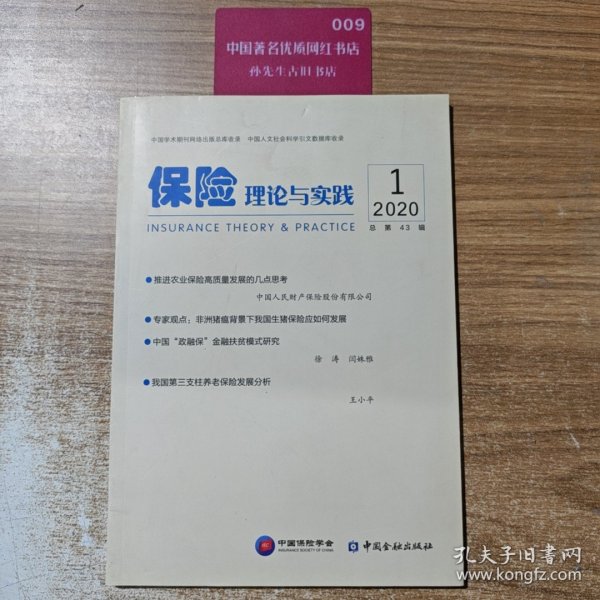 009
中国著名优质网红书店
孙先生古旧书店
中国学术期刊网络出版总库收录 中国人文社会科学引文数据库收录
保险 理论与实践
INSURANCE THEORY & PRACTICE
1
2020
总 第 43 辑
●推进农业保险高质量发展的几点思考
中国人民财产保险股份有限公司
●专家观点：非洲猪瘟背景下我国生猪保险应如何发展
●中国“政融保”金融扶贫模式研究
徐 涛 闫姝雅
●我国第三支柱养老保险发展分析
王小平
中国保险学会
INSURANCE SOCIETY OF CHINA
中国金融出版社
孔夫子旧书网
www.kongfz.com